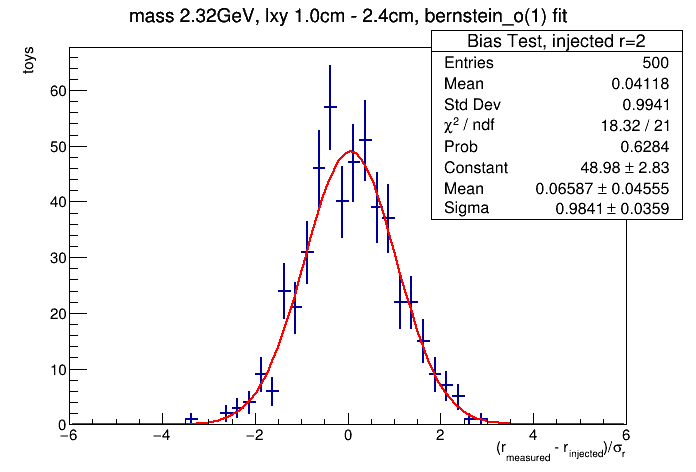 mass 2.32GeV, lxy 1.0cm - 2.4cm, bernstein_o(1) fit
Bias Test, injected r=2
Entries 500
Mean 0.04118
Std Dev 0.9941
χ² / ndf 18.32 / 21
Prob 0.6284
Constant 48.98 ± 2.83
Mean 0.06587 ± 0.04555
Sigma 0.9841 ± 0.0359
toys
60
50
40
30
20
10
0
−6 −4 −2 0 2 4 6
(r_measured - r_injected)/σ_r